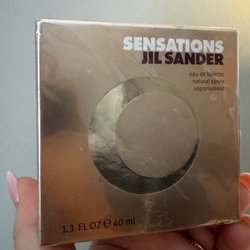 SENSATIONS
JIL SANDER
eau de toilette
natural spray
vaporisateur
1.3 FL OZ ℮ 40 ml